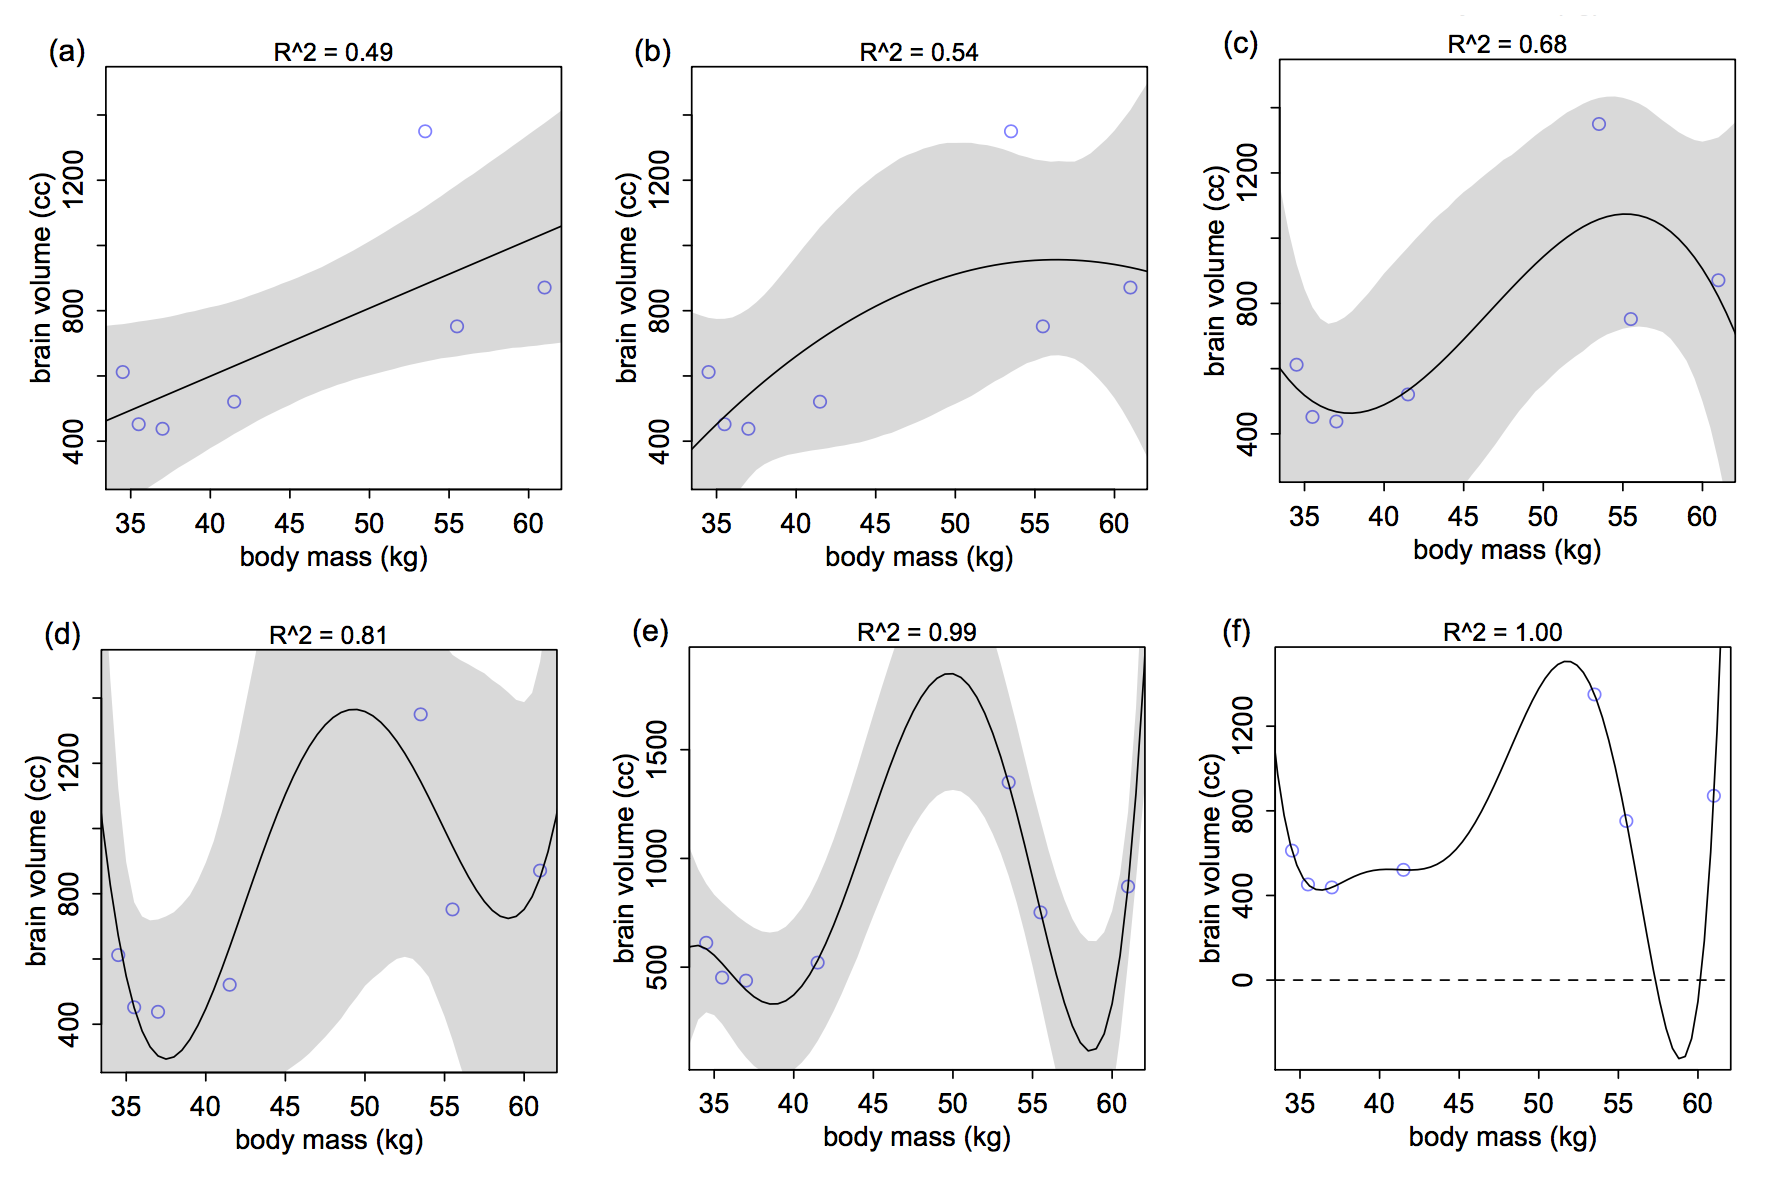 (a)
R^2 = 0.49
brain volume (cc)
400 800 1200
35 40 45 50 55 60
body mass (kg)
(b)
R^2 = 0.54
brain volume (cc)
400 800 1200
35 40 45 50 55 60
body mass (kg)
(c)
R^2 = 0.68
brain volume (cc)
400 800 1200
35 40 45 50 55 60
body mass (kg)
(d)
R^2 = 0.81
brain volume (cc)
400 800 1200
35 40 45 50 55 60
body mass (kg)
(e)
R^2 = 0.99
brain volume (cc)
500 1000 1500
35 40 45 50 55 60
body mass (kg)
(f)
R^2 = 1.00
brain volume (cc)
0 400 800 1200
35 40 45 50 55 60
body mass (kg)